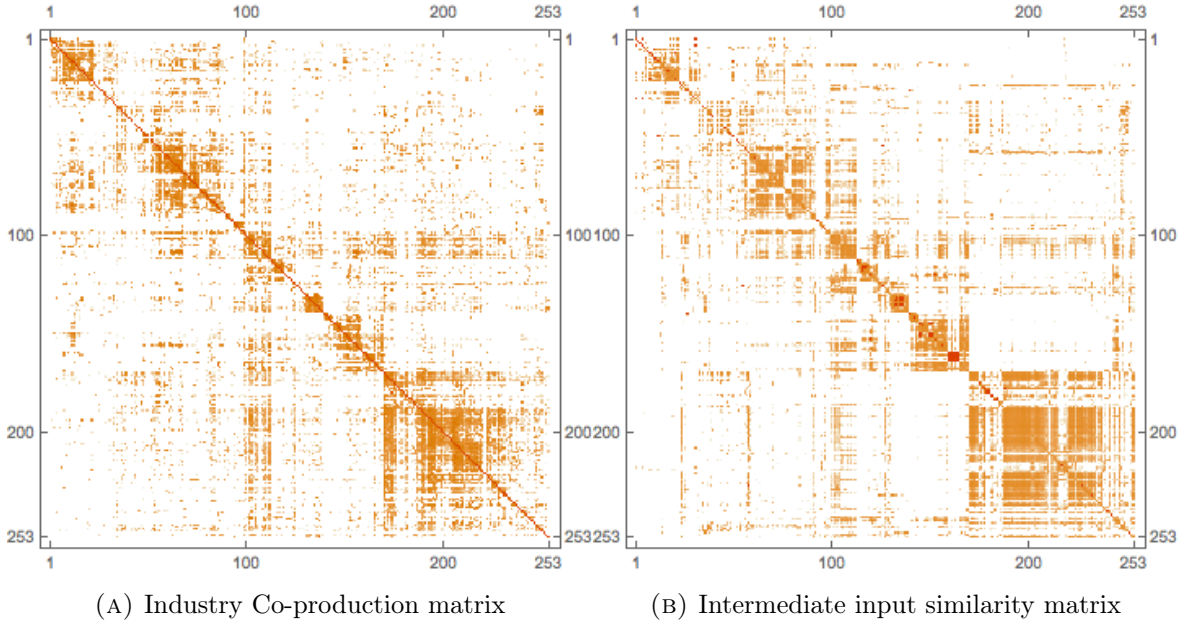 1 100 200 253 1 100 200 253
1 1 1
100 100 100 100
200 200 200 200
253 253 253 253
1 100 200 253 1 100 200 253
(A) Industry Co-production matrix (B) Intermediate input similarity matrix